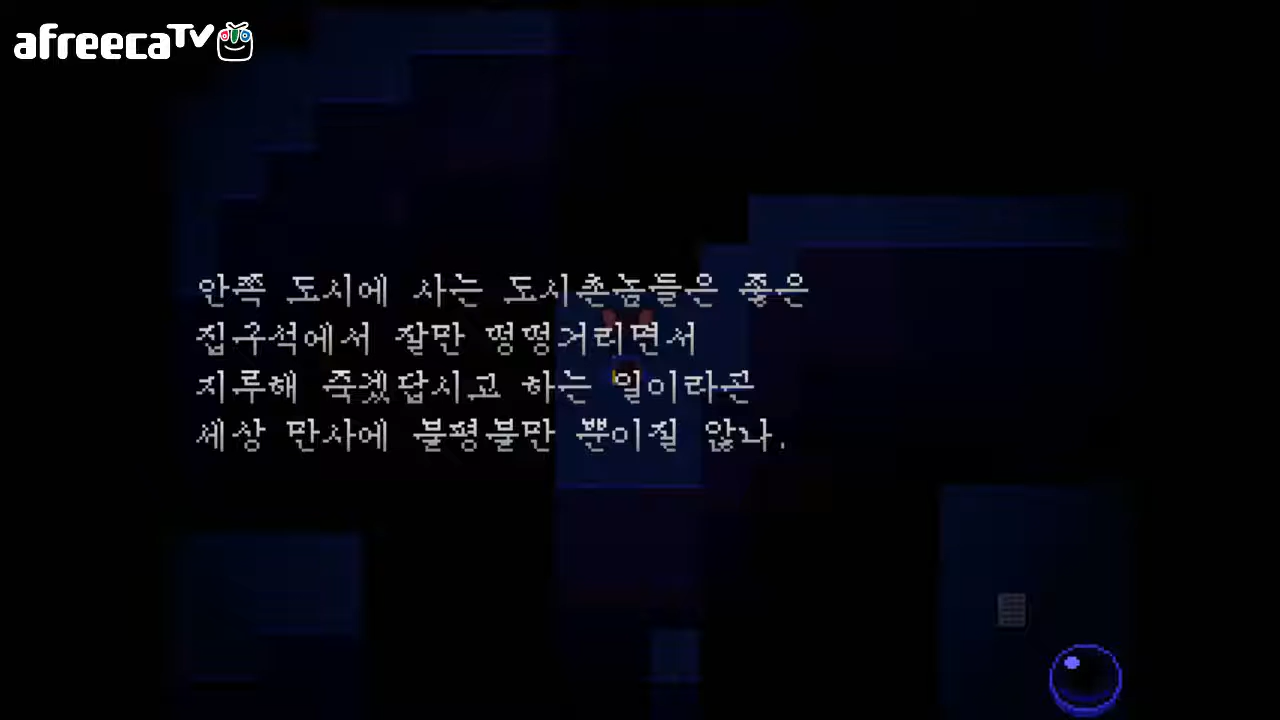 afreecaTV
안쪽 도시에 사는 도시촌놈들은 좋은
집구석에서 잘만 떵떵거리면서
지루해 죽겠답시고 하는 일이라곤
세상 만사에 불평불만 뿐이질 않나.